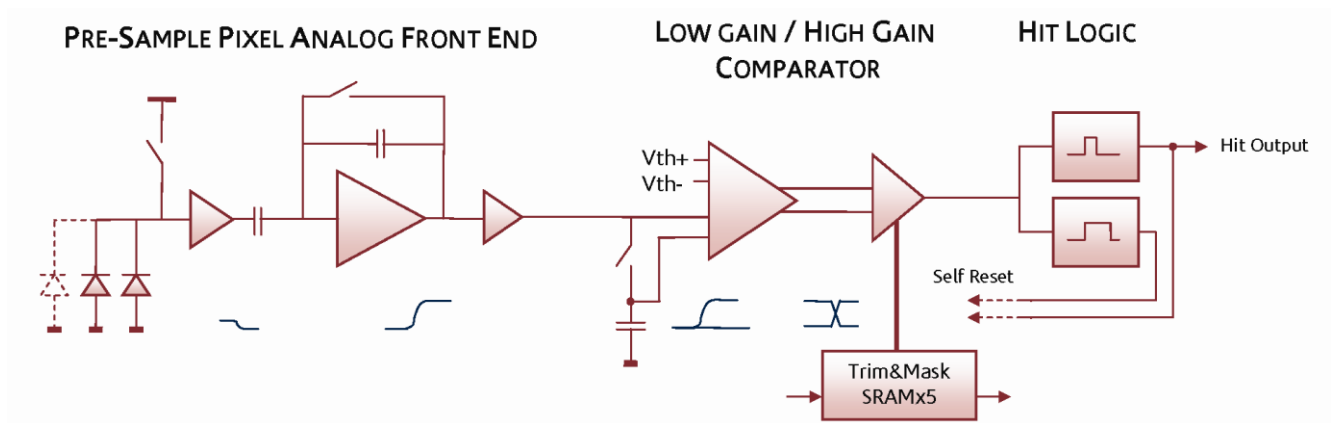 PRE-SAMPLE PIXEL ANALOG FRONT END
LOW GAIN / HIGH GAIN
COMPARATOR
HIT LOGIC
Vth+
Vth-
Hit Output
Self Reset
Trim&Mask
SRAMx5